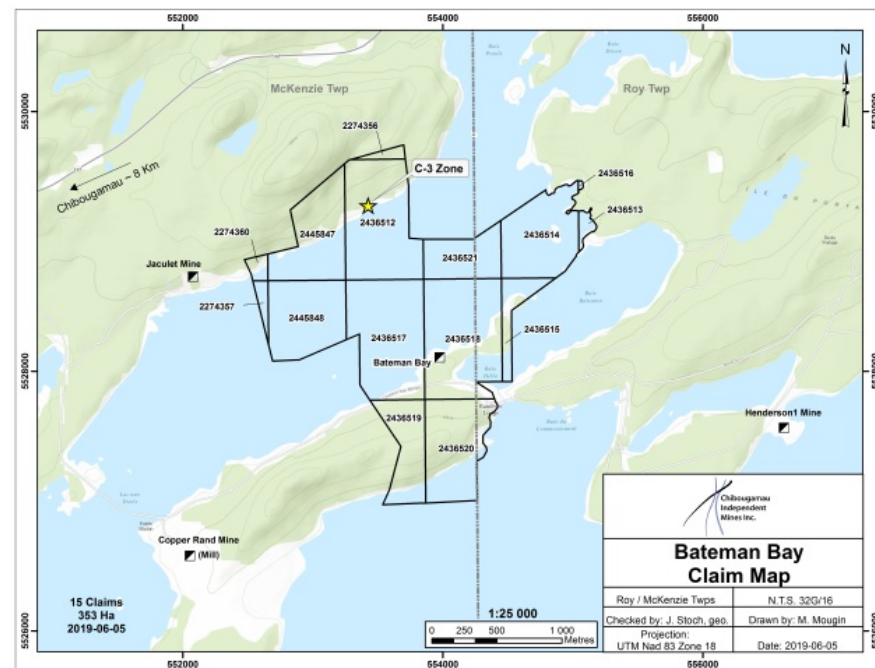 552000
554000
556000
5530000
5530000
N
McKenzie Twp
Roy Twp
2274356
Chibougamau ~ 8 Km
C-3 Zone
2436516
2436512
2436513
2445847
2436514
2274360
2436521
Jaculet Mine
2274357
2445848
2436517
2436518
2436515
Bateman Bay
5528000
5528000
2436519
Henderson1 Mine
2436520
Chibougamau
Independent
Mines Inc.
Copper Rand Mine
(Mill)
Bateman Bay
Claim Map
Roy / McKenzie Twps
N.T.S. 32G/16
15 Claims
353 Ha
2019-06-05
1:25 000
0 250 500 1 000
Metres
Checked by: J. Stoch, geo.
Drawn by: M. Mougin
Projection:
UTM Nad 83 Zone 18
Date: 2019-06-05
5526000
5526000
552000
554000
556000